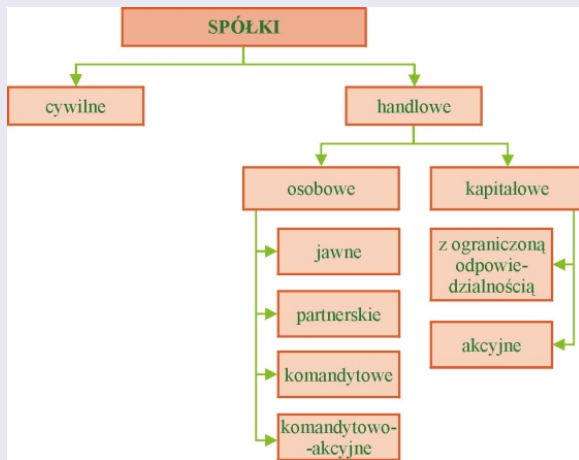 SPÓŁKI
cywilne
handlowe
osobowe
kapitałowe
jawne
z ograniczoną
odpowie-
dzialnością
partnerskie
akcyjne
komandytowe
komandytowo-
-akcyjne